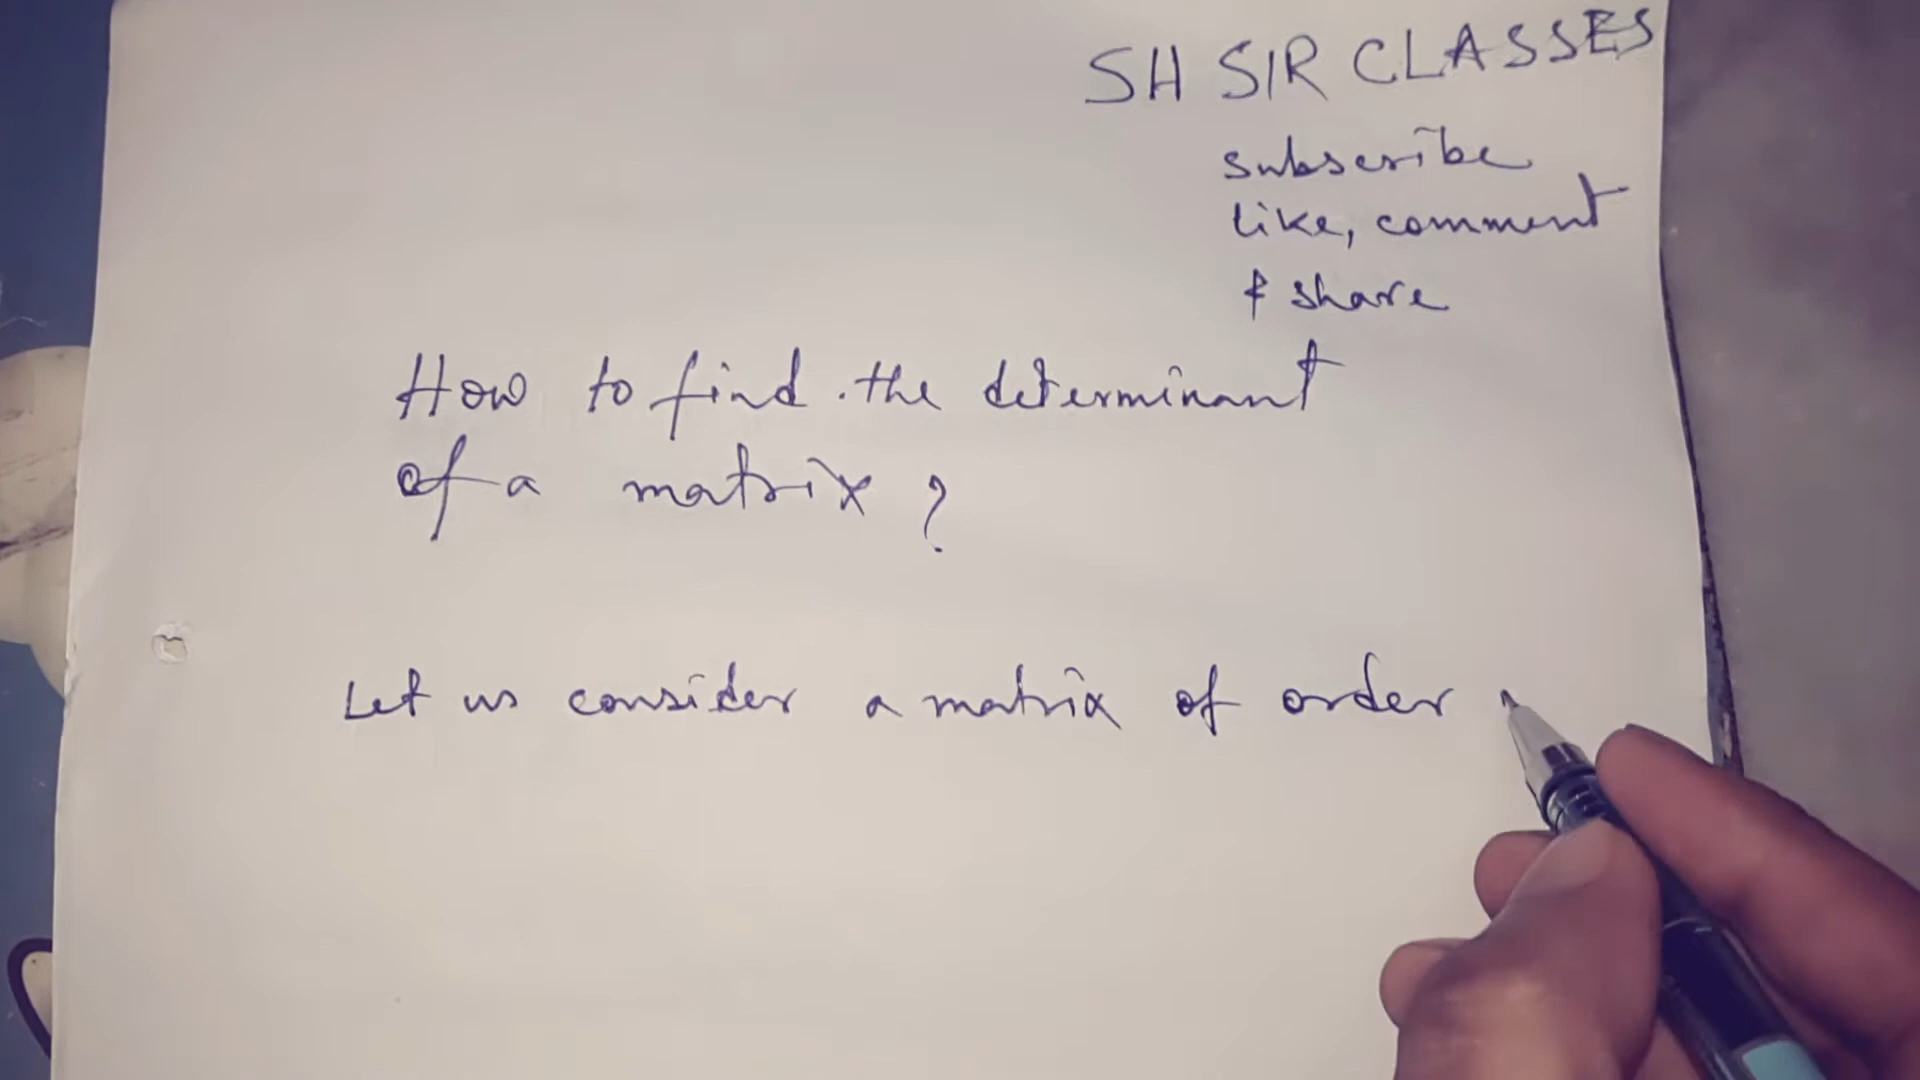 SH SIR CLASSES
subscribe
like, comment
& share
How to find the determinant
of a matrix ?
Let us consider a matrix of order